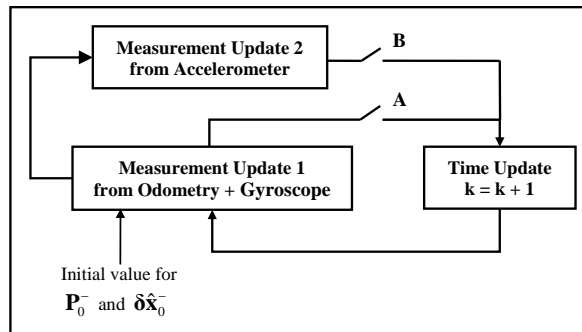 Measurement Update 2
from Accelerometer
B
A
Measurement Update 1
from Odometry + Gyroscope
Time Update
k = k + 1
Initial value for
P₀⁻ and δx̂₀⁻